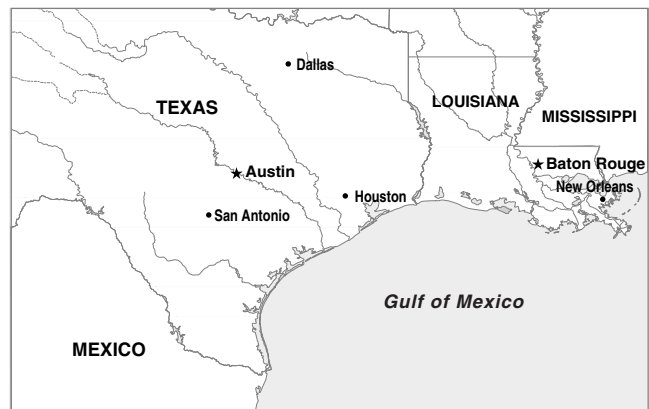 Dallas
TEXAS
LOUISIANA
MISSISSIPPI
Austin
Baton Rouge
New Orleans
Houston
San Antonio
Gulf of Mexico
MEXICO